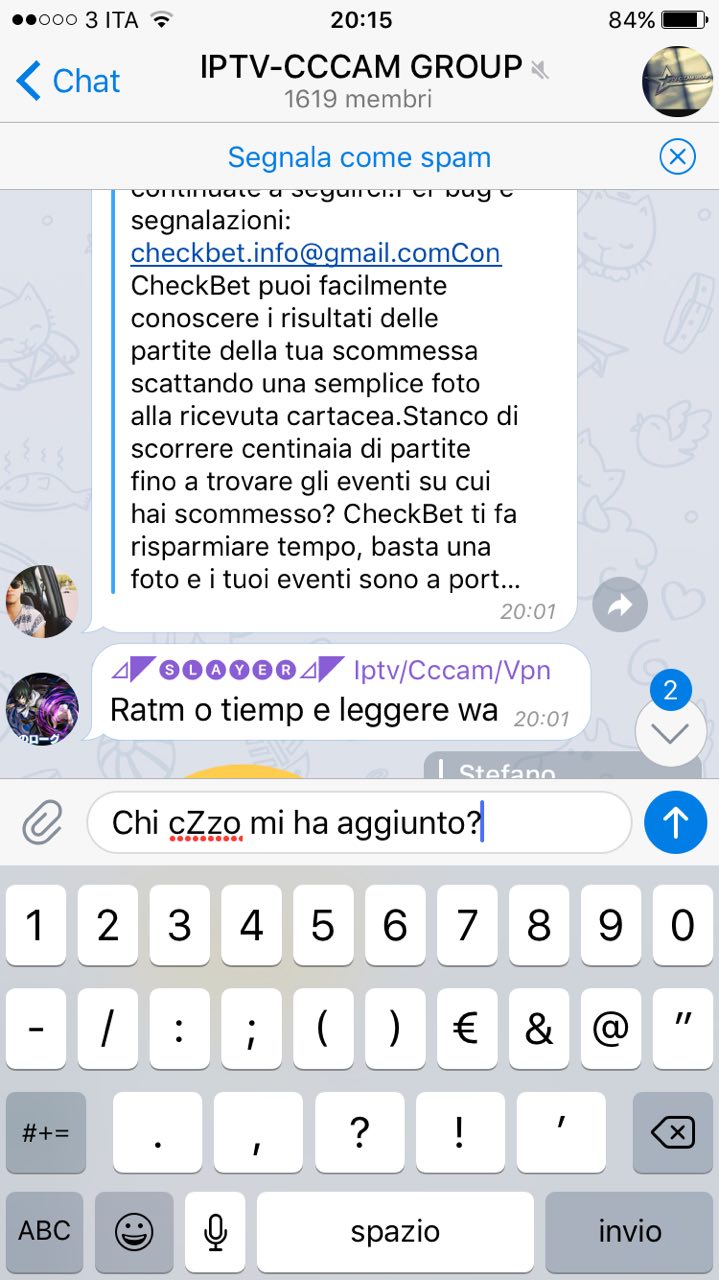 3 ITA 20:15 84%
Chat IPTV-CCCAM GROUP
1619 membri
Segnala come spam
continuate a seguirci.Per bug e
segnalazioni:
checkbet.info@gmail.comCon
CheckBet puoi facilmente
conoscere i risultati delle
partite della tua scommessa
scattando una semplice foto
alla ricevuta cartacea.Stanco di
scorrere centinaia di partite
fino a trovare gli eventi su cui
hai scommesso? CheckBet ti fa
risparmiare tempo, basta una
foto e i tuoi eventi sono a port...
20:01
⊿◤🅢🅛🅐🅨🅔🅡⊿◤ Iptv/Cccam/Vpn
Ratm o tiemp e leggere wa 20:01
2
Stefano
Chi cZzo mi ha aggiunto?
1 2 3 4 5 6 7 8 9 0
- / : ; ( ) € & @ "
#+= . , ? ! '
ABC spazio invio